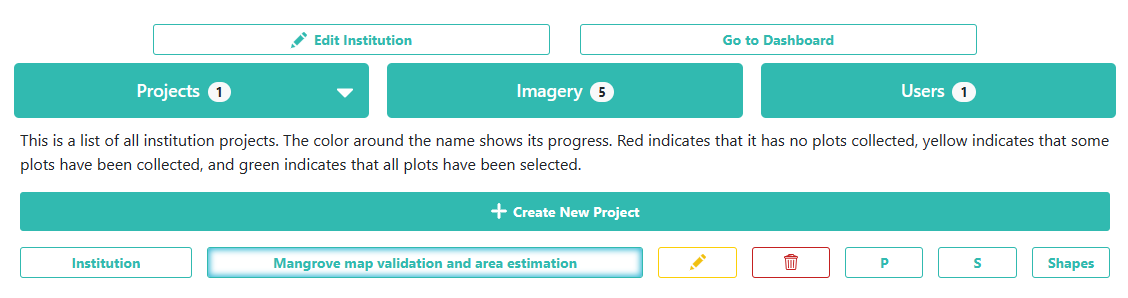 Edit Institution
Go to Dashboard
Projects 1
Imagery 5
Users 1
This is a list of all institution projects. The color around the name shows its progress. Red indicates that it has no plots collected, yellow indicates that some
plots have been collected, and green indicates that all plots have been selected.
Create New Project
Institution
Mangrove map validation and area estimation
P
S
Shapes